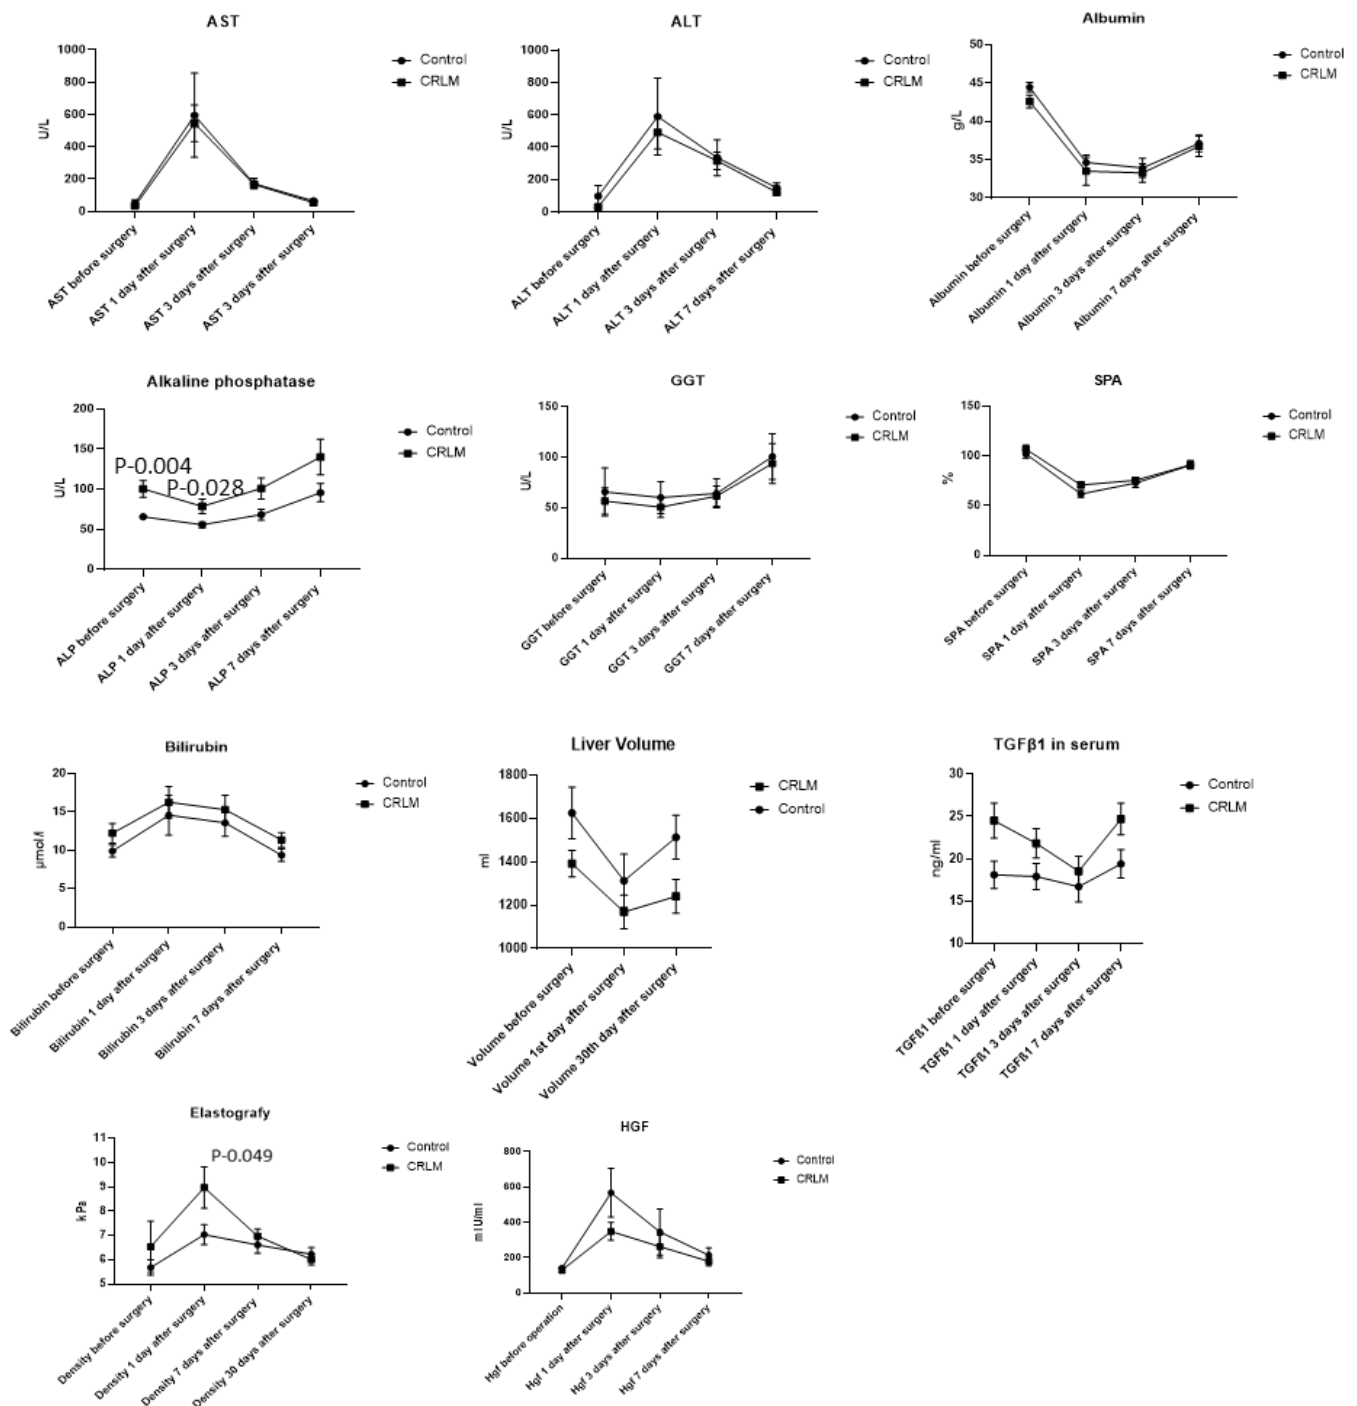 AST
1000
800
600
400
200
0
U/L
Control
CRLM
AST before surgery
AST 1 day after surgery
AST 3 days after surgery
AST 3 days after surgery
ALT
1000
800
600
400
200
0
U/L
Control
CRLM
ALT before surgery
ALT 1 day after surgery
ALT 3 days after surgery
ALT 7 days after surgery
Albumin
50
45
40
35
30
g/L
Control
CRLM
Albumin before surgery
Albumin 1 day after surgery
Albumin 3 days after surgery
Albumin 7 days after surgery
Alkaline phosphatase
200
150
100
50
0
U/L
P-0.004
P-0.028
Control
CRLM
ALP before surgery
ALP 1 day after surgery
ALP 3 days after surgery
ALP 7 days after surgery
GGT
150
100
50
0
U/L
Control
CRLM
GGT before surgery
GGT 1 day after surgery
GGT 3 days after surgery
GGT 7 days after surgery
SPA
150
100
50
0
%
Control
CRLM
SPA before surgery
SPA 1 day after surgery
SPA 3 days after surgery
SPA 7 days after surgery
Bilirubin
20
15
10
5
0
µmol/l
Control
CRLM
Bilirubin before surgery
Bilirubin 1 day after surgery
Bilirubin 3 days after surgery
Bilirubin 7 days after surgery
Liver Volume
1800
1600
1400
1200
1000
ml
CRLM
Control
Volume before surgery
Volume 1st day after surgery
Volume 30th day after surgery
TGFβ1 in serum
30
25
20
15
10
ng/ml
Control
CRLM
TGFß1 before surgery
TGFß1 1 day after surgery
TGFß1 3 days after surgery
TGFß1 7 days after surgery
Elastografy
11
10
9
8
7
6
5
kPa
P-0.049
Control
CRLM
Density before surgery
Density 1 day after surgery
Density 7 days after surgery
Density 30 days after surgery
HGF
800
600
400
200
0
mIU/ml
Control
CRLM
Hgf before operation
Hgf 1 day after surgery
Hgf 3 days after surgery
Hgf 7 days after surgery